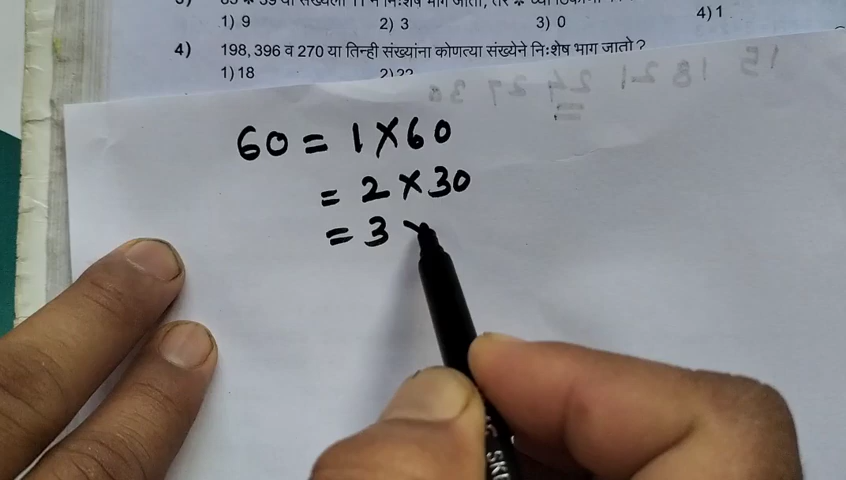 1) 9 2) 3 3) 0 4) 1
4) 198, 396 व 270 या तिन्ही संख्यांना कोणत्या संख्येने निःशेष भाग जातो ?
1) 18
60 = 1 × 60
= 2 × 30
= 3